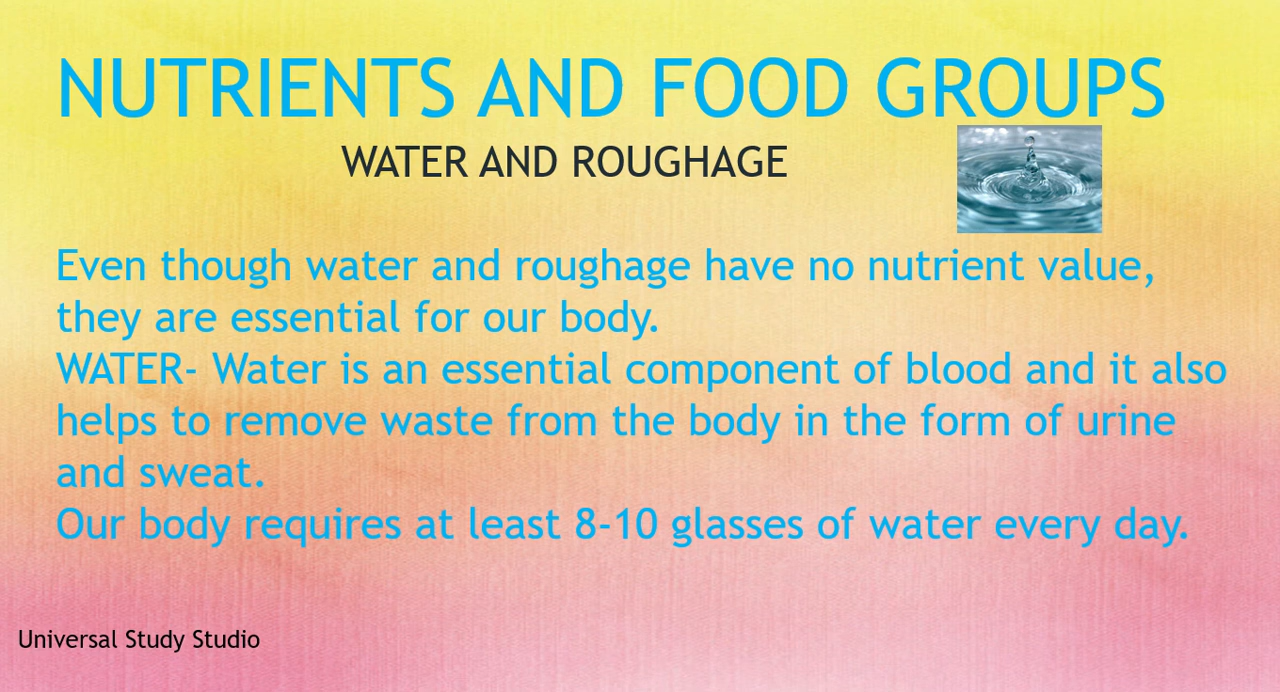 NUTRIENTS AND FOOD GROUPS
WATER AND ROUGHAGE
Even though water and roughage have no nutrient value,
they are essential for our body.
WATER- Water is an essential component of blood and it also
helps to remove waste from the body in the form of urine
and sweat.
Our body requires at least 8-10 glasses of water every day.
Universal Study Studio